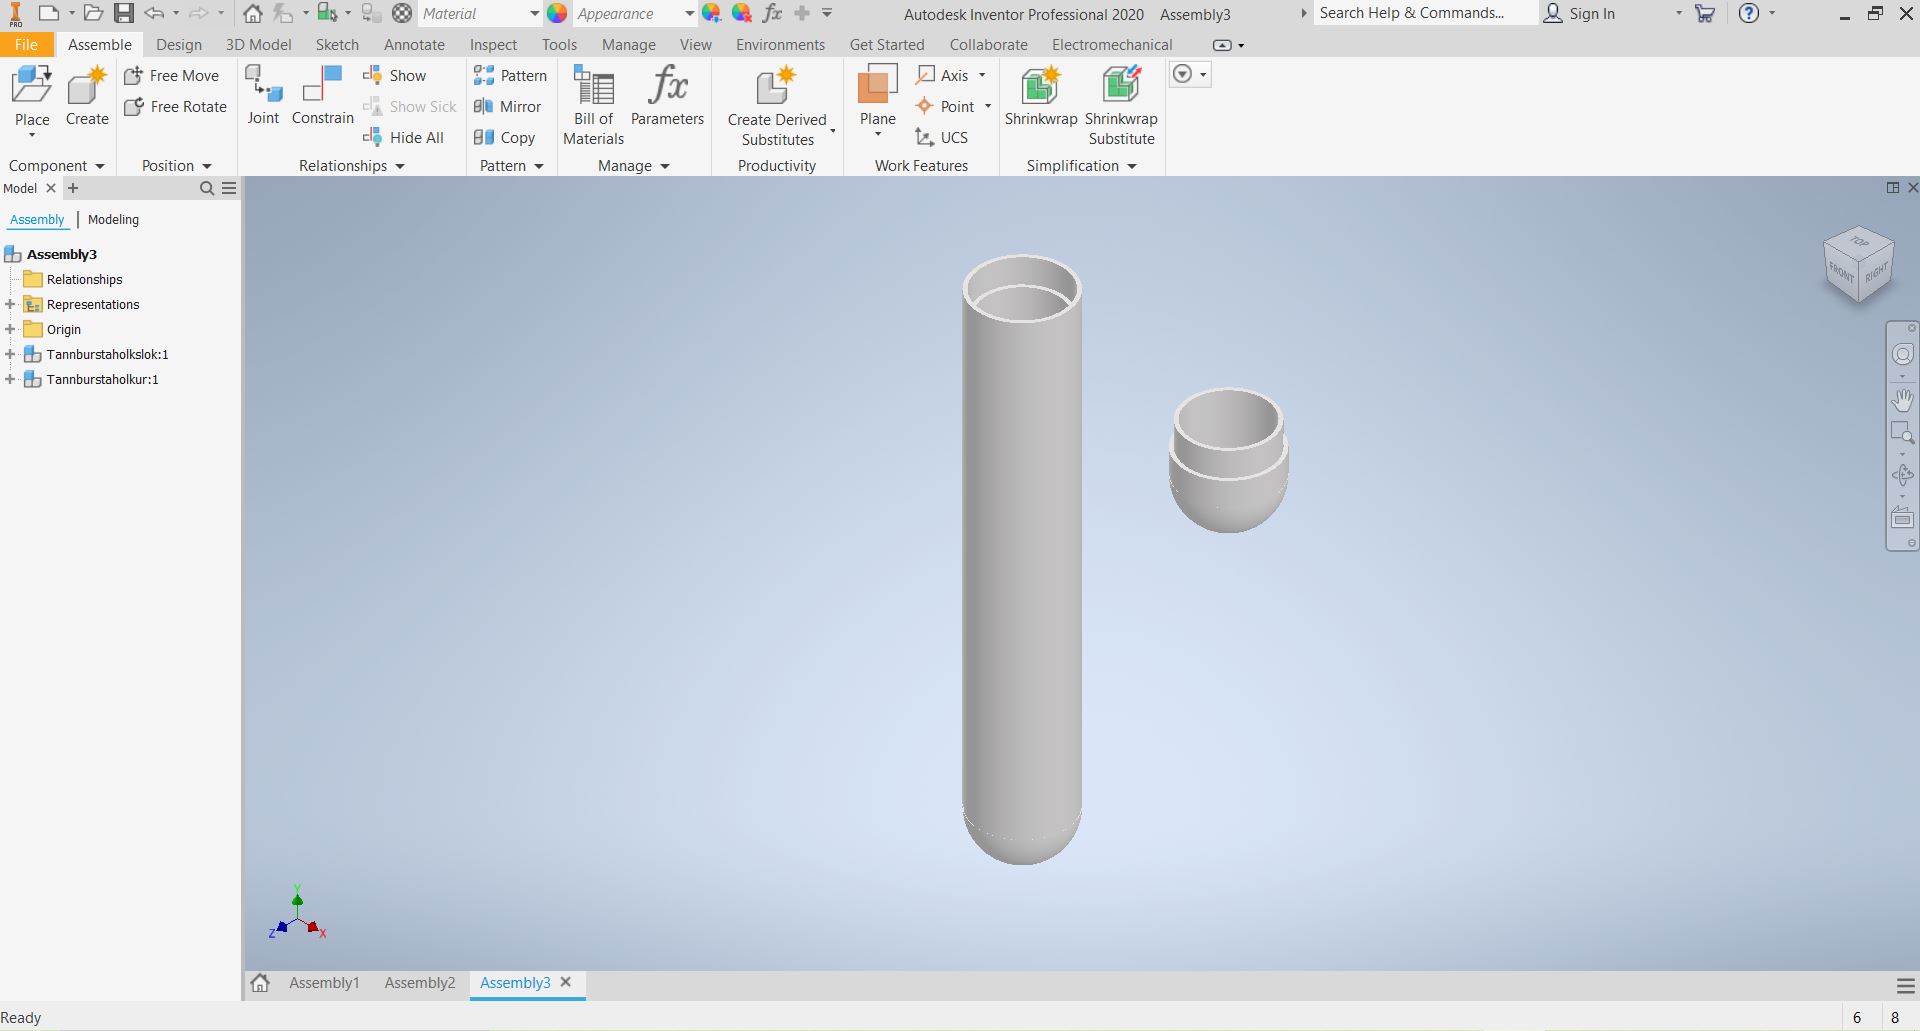 PRO
Material
Appearance
fx
Autodesk Inventor Professional 2020 Assembly3
Search Help & Commands...
Sign In
File Assemble Design 3D Model Sketch Annotate Inspect Tools Manage View Environments Get Started Collaborate Electromechanical
Place
Create
Component
Free Move
Free Rotate
Position
Joint
Constrain
Show
Show Sick
Hide All
Relationships
Pattern
Mirror
Copy
Pattern
Bill of
Materials
fx
Parameters
Manage
Create Derived
Substitutes
Productivity
Plane
Axis
Point
UCS
Work Features
Shrinkwrap
Shrinkwrap
Substitute
Simplification
Model
Assembly | Modeling
Assembly3
Relationships
Representations
Origin
Tannburstaholkslok:1
Tannburstaholkur:1
TOP
FRONT
RIGHT
Y
Z
X
Assembly1 Assembly2 Assembly3
Ready
6 8